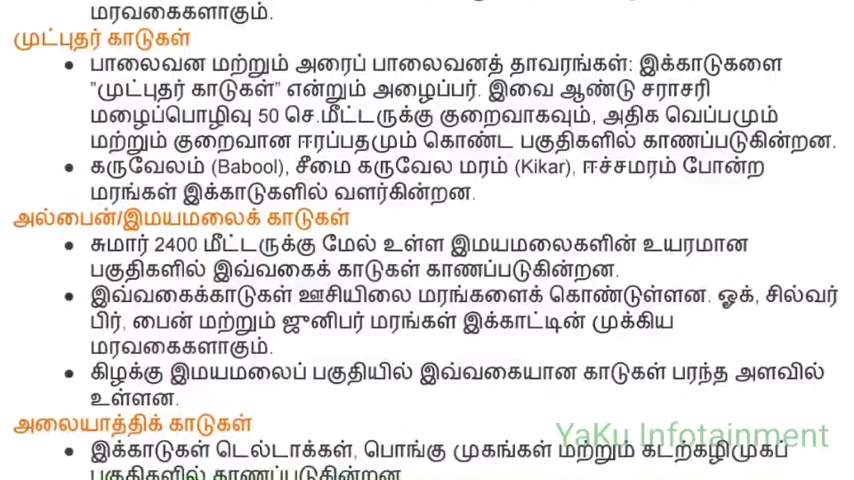 மரவகைகளாகும்.
முட்புதர் காடுகள்
● பாலைவன மற்றும் அரைப் பாலைவனத் தாவரங்கள்: இக்காடுகளை
"முட்புதர் காடுகள்" என்றும் அழைப்பர். இவை ஆண்டு சராசரி
மழைப்பொழிவு 50 செ.மீட்டருக்கு குறைவாகவும், அதிக வெப்பமும்
மற்றும் குறைவான ஈரப்பதமும் கொண்ட பகுதிகளில் காணப்படுகின்றன.
● கருவேலம் (Babool), சீமை கருவேல மரம் (Kikar), ஈச்சமரம் போன்ற
மரங்கள் இக்காடுகளில் வளர்கின்றன.
அல்பைன்/இமயமலைக் காடுகள்
● சுமார் 2400 மீட்டருக்கு மேல் உள்ள இமயமலைகளின் உயரமான
பகுதிகளில் இவ்வகைக் காடுகள் காணப்படுகின்றன.
● இவ்வகைக்காடுகள் ஊசியிலை மரங்களைக் கொண்டுள்ளன. ஓக், சில்வர்
பிர், பைன் மற்றும் ஜுனிபர் மரங்கள் இக்காட்டின் முக்கிய
மரவகைகளாகும்.
● கிழக்கு இமயமலைப் பகுதியில் இவ்வகையான காடுகள் பரந்த அளவில்
உள்ளன.
அலையாத்திக் காடுகள்
YaKu Infotainment
● இக்காடுகள் டெல்டாக்கள், பொங்கு முகங்கள் மற்றும் கடற்கழிமுகப்
பகுதிகளில் காணப்படுகின்றன